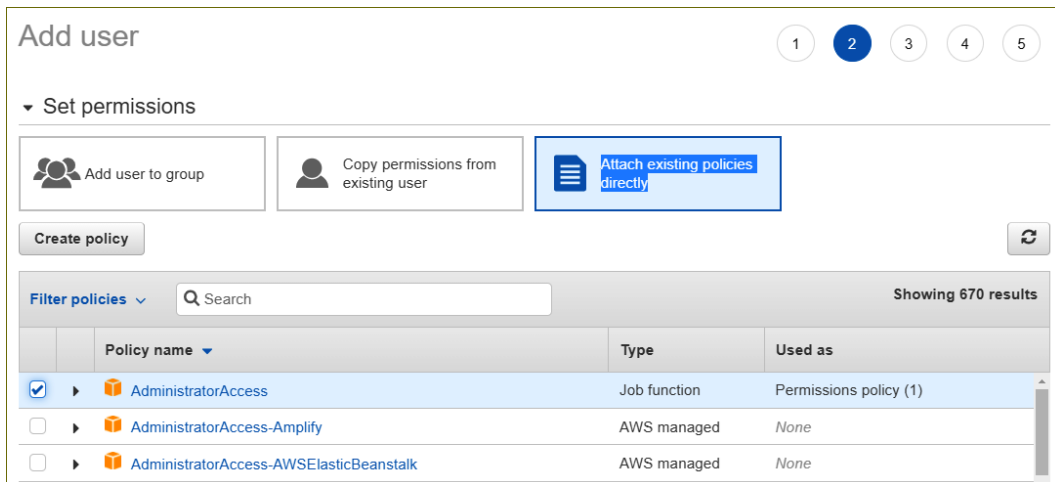 Add user
1 2 3 4 5
Set permissions
Add user to group
Copy permissions from
existing user
Attach existing policies
directly
Create policy
Filter policies
Search
Showing 670 results
Policy name Type Used as
AdministratorAccess Job function Permissions policy (1)
AdministratorAccess-Amplify AWS managed None
AdministratorAccess-AWSElasticBeanstalk AWS managed None